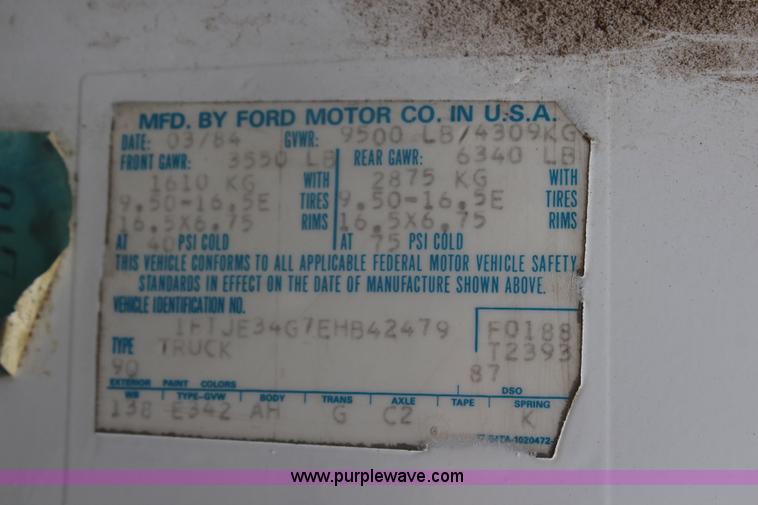 MFD. BY FORD MOTOR CO. IN U.S.A.
DATE: 03/84 GVWR: 9500 LB/4309KG
FRONT GAWR: 3550 LB REAR GAWR: 6340 LB
1610 KG WITH 2875 KG WITH
9.50-16.5E TIRES 9.50-16.5E TIRES
16.5X6.75 RIMS 16.5X6.75 RIMS
AT 40 PSI COLD AT 75 PSI COLD
THIS VEHICLE CONFORMS TO ALL APPLICABLE FEDERAL MOTOR VEHICLE SAFETY
STANDARDS IN EFFECT ON THE DATE OF MANUFACTURE SHOWN ABOVE.
VEHICLE IDENTIFICATION NO.
1FTJE34G7EHB42479 F0188
TYPE TRUCK T2393
9D 87
EXTERIOR PAINT COLORS DSO
WB TYPE-GVW BODY TRANS AXLE TAPE SPRING
138 E342 AH G C2 K
www.purplewave.com